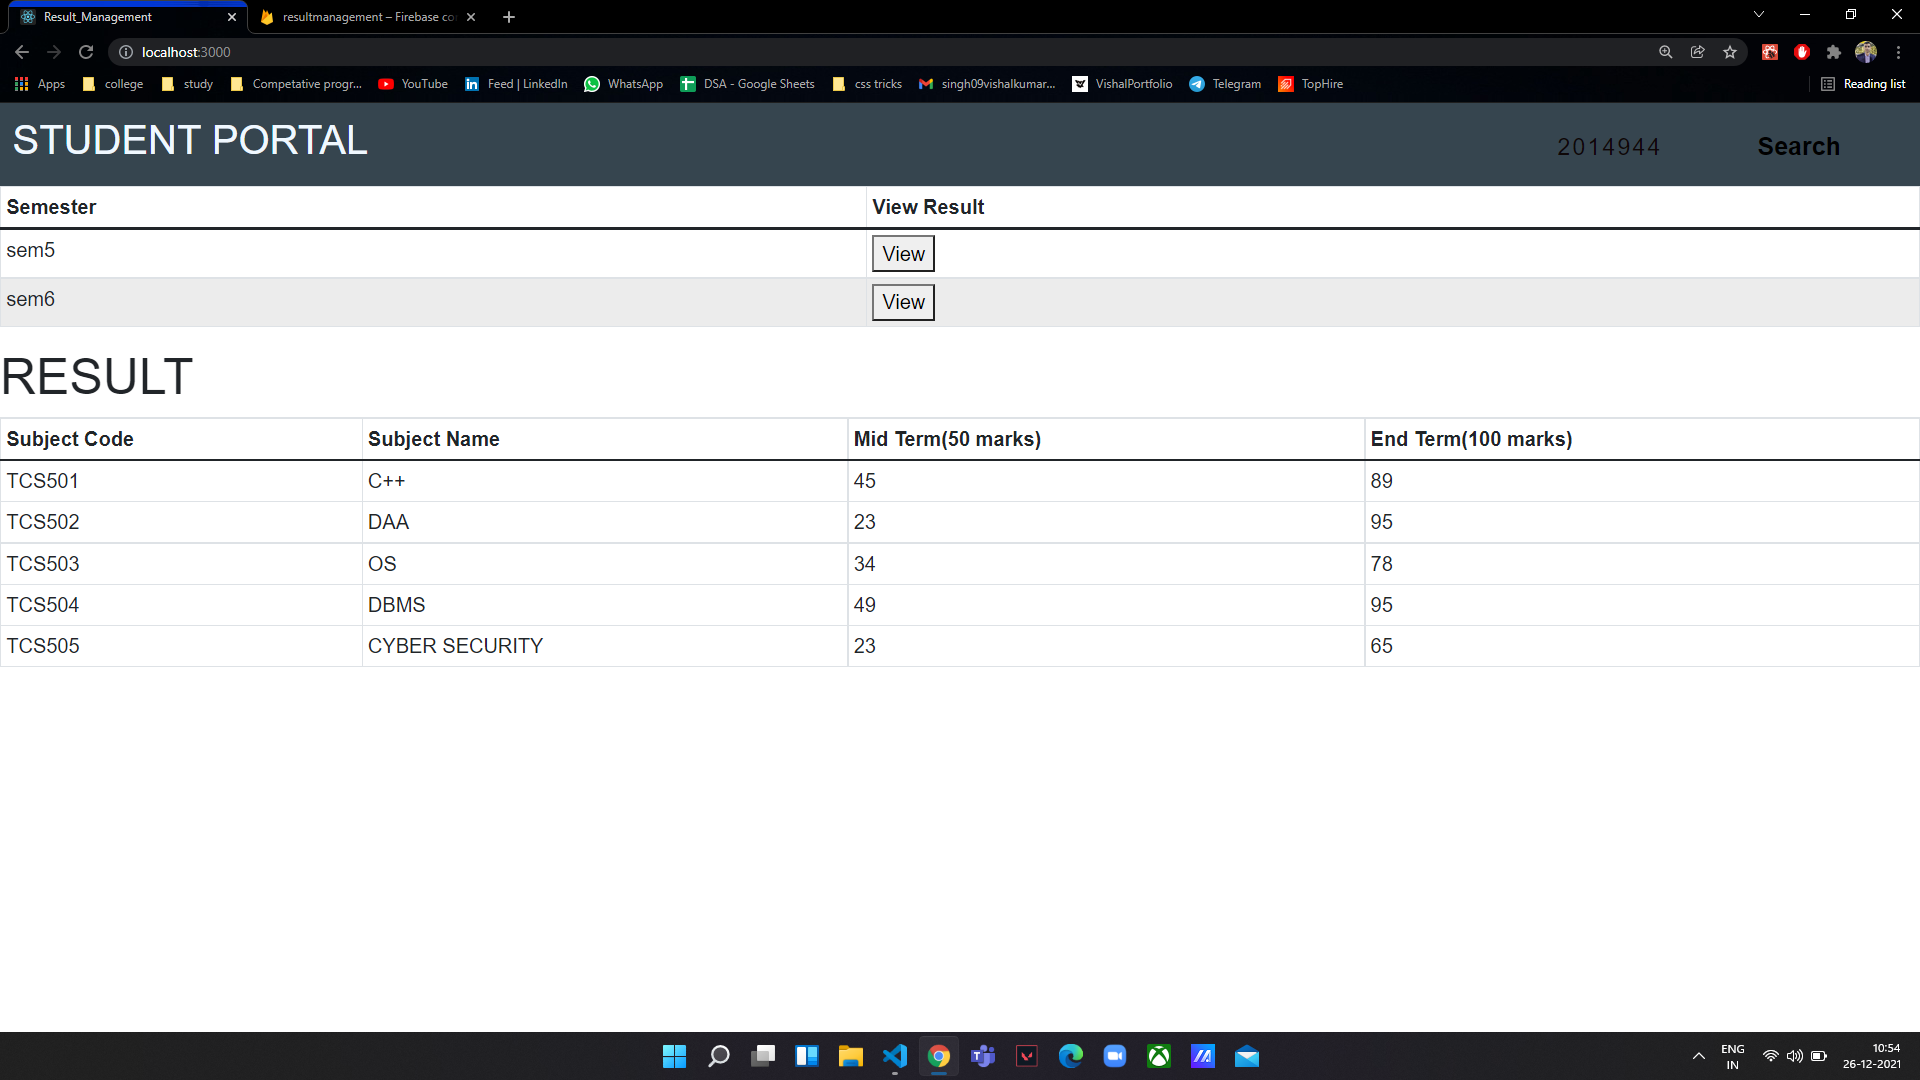 Result_Management
resultmanagement – Firebase co
localhost:3000
Apps college study Competative progr... YouTube Feed | LinkedIn WhatsApp DSA - Google Sheets css tricks singh09vishalkumar... VishalPortfolio Telegram TopHire Reading list
STUDENT PORTAL 2014944 Search
Semester View Result
sem5 View
sem6 View
RESULT
Subject Code Subject Name Mid Term(50 marks) End Term(100 marks)
TCS501 C++ 45 89
TCS502 DAA 23 95
TCS503 OS 34 78
TCS504 DBMS 49 95
TCS505 CYBER SECURITY 23 65
ENG 10:54
IN 26-12-2021